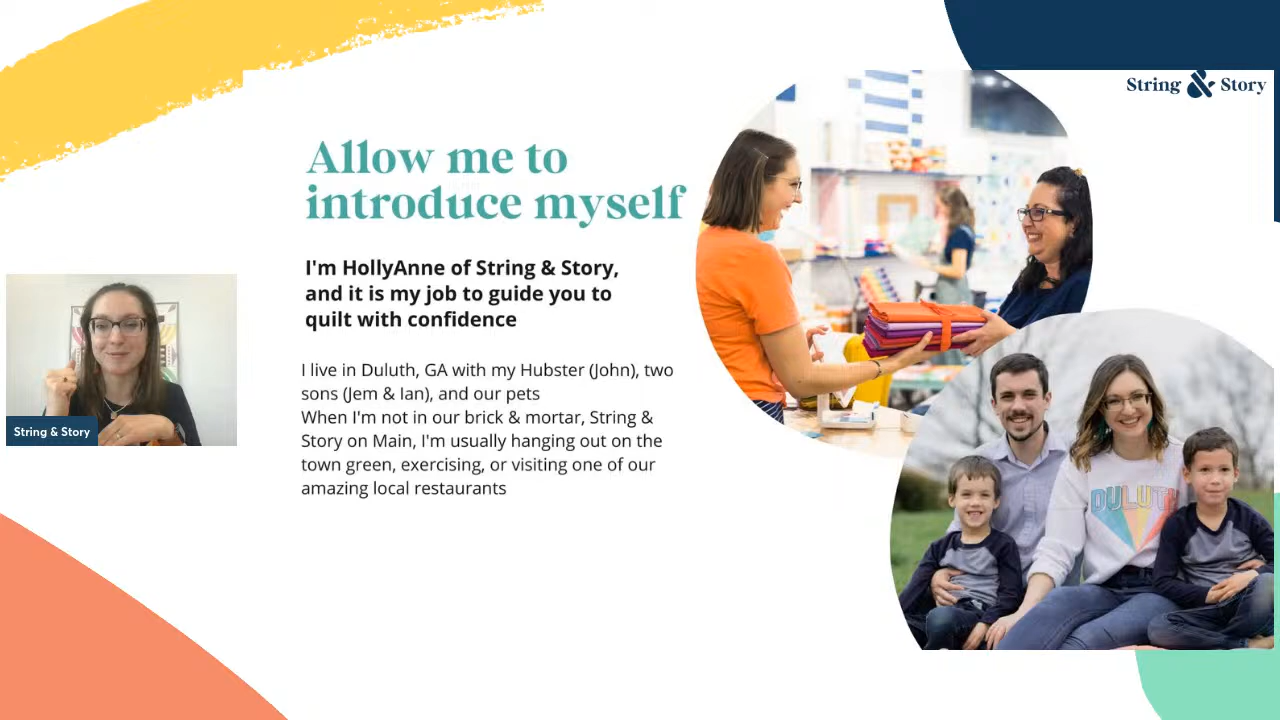 String & Story
Allow me to
introduce myself
I'm HollyAnne of String & Story,
and it is my job to guide you to
quilt with confidence
I live in Duluth, GA with my Hubster (John), two
sons (Jem & Ian), and our pets
When I'm not in our brick & mortar, String &
Story on Main, I'm usually hanging out on the
town green, exercising, or visiting one of our
amazing local restaurants
String & Story
DULUTH